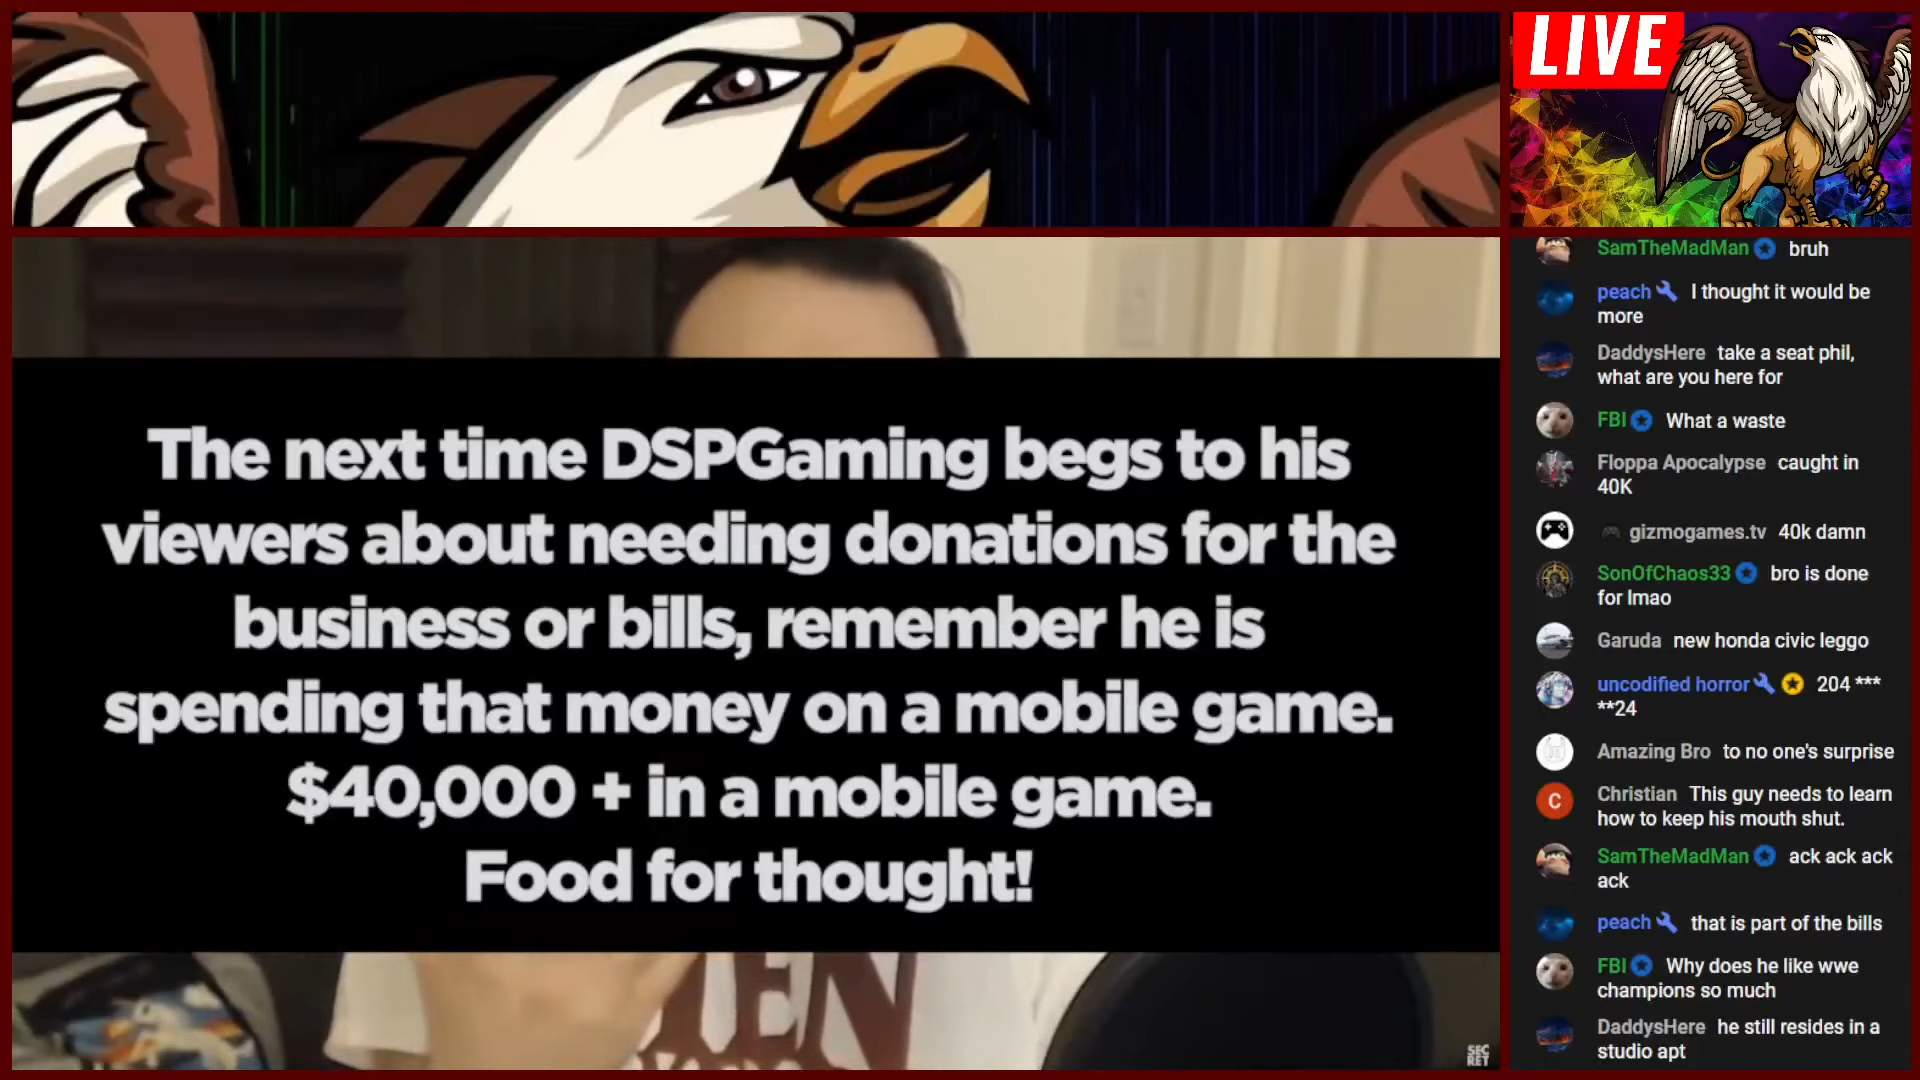 LIVE
The next time DSPGaming begs to his
viewers about needing donations for the
business or bills, remember he is
spending that money on a mobile game.
$40,000 + in a mobile game.
Food for thought!
EN
SEC
RET
SamTheMadMan bruh
peach I thought it would be
more
DaddysHere take a seat phil,
what are you here for
FBI What a waste
Floppa Apocalypse caught in
40K
gizmogames.tv 40k damn
SonOfChaos33 bro is done
for lmao
Garuda new honda civic leggo
uncodified horror 204 ***
**24
Amazing Bro to no one's surprise
C
Christian This guy needs to learn
how to keep his mouth shut.
SamTheMadMan ack ack ack
ack
peach that is part of the bills
FBI Why does he like wwe
champions so much
DaddysHere he still resides in a
studio apt